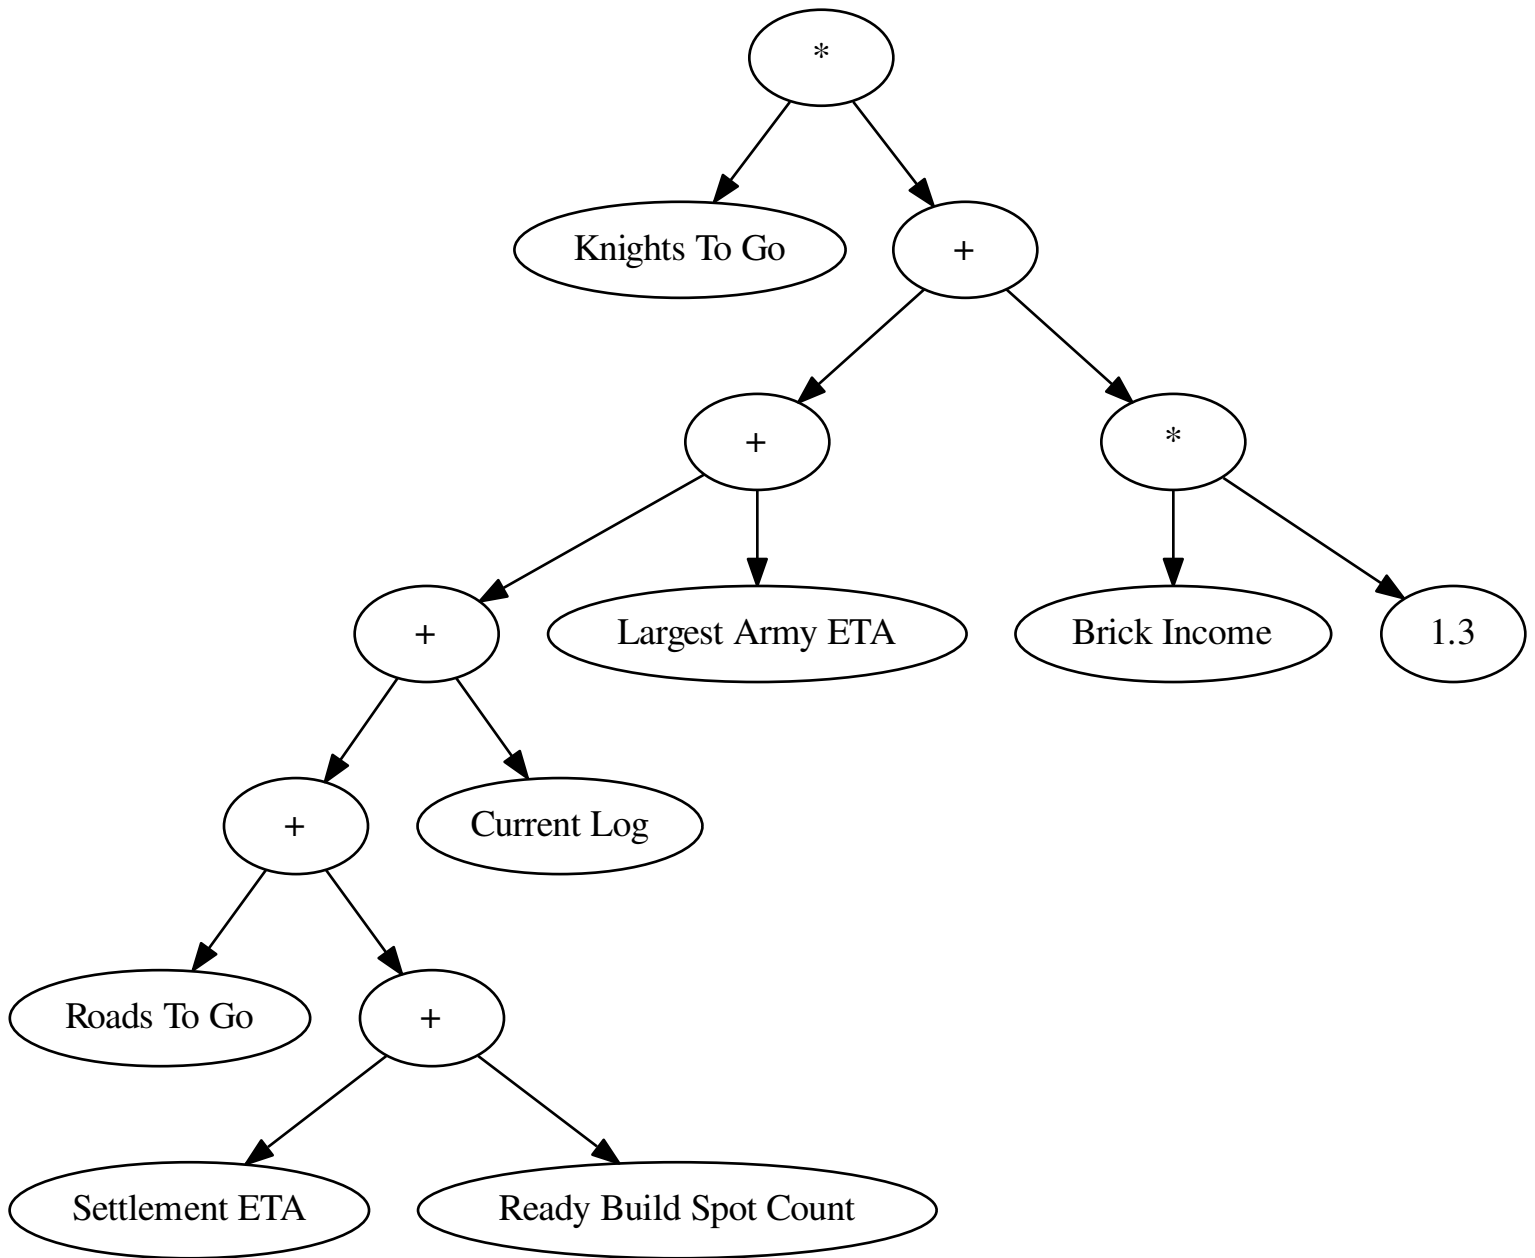 *
Knights To Go
+
+
*
+
Largest Army ETA
Brick Income
1.3
+
Current Log
Roads To Go
+
Settlement ETA
Ready Build Spot Count